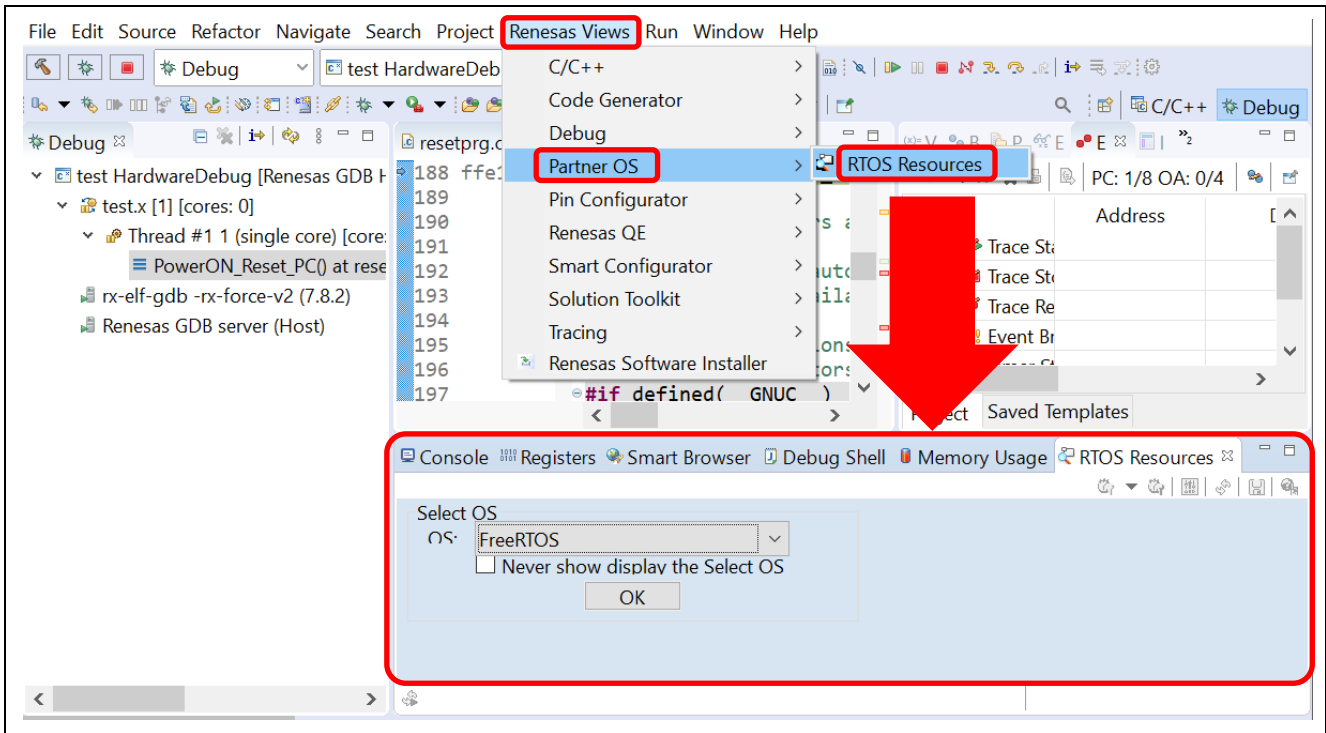 File Edit Source Refactor Navigate Search Project Renesas Views Run Window Help
Debug
test HardwareDeb
C/C++
Debug
Debug
test HardwareDebug [Renesas GDB
test.x [1] [cores: 0]
Thread #1 1 (single core) [core:
PowerON_Reset_PC() at rese
rx-elf-gdb -rx-force-v2 (7.8.2)
Renesas GDB server (Host)
resetprg.c
188 ffe1
189
190
191
192
193
194
195
196
197 #if defined( GNUC )
C/C++
Code Generator
Debug
Partner OS
Pin Configurator
Renesas QE
Smart Configurator
Solution Toolkit
Tracing
Renesas Software Installer
RTOS Resources
E
2
PC: 1/8 OA: 0/4
Address
Trace Sta
Trace Sto
Trace Re
Event Br
Saved Templates
Console Registers Smart Browser Debug Shell Memory Usage RTOS Resources
Select OS
OS: FreeRTOS
Never show display the Select OS
OK